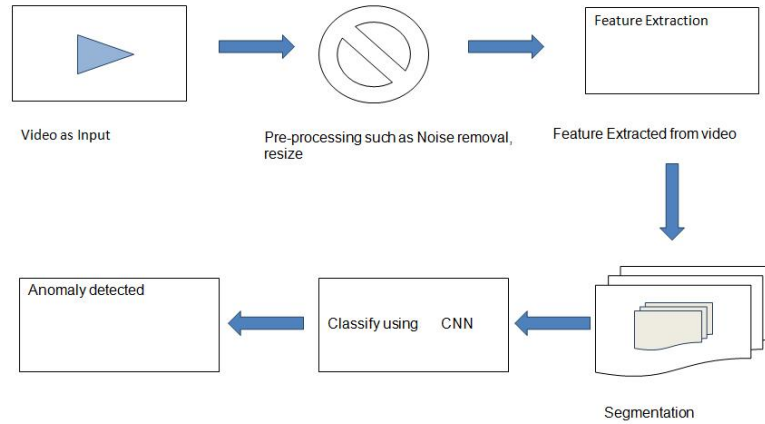 Feature Extraction
Video as Input
Pre-processing such as Noise removal,
resize
Feature Extracted from video
Anomaly detected
Classify using CNN
Segmentation